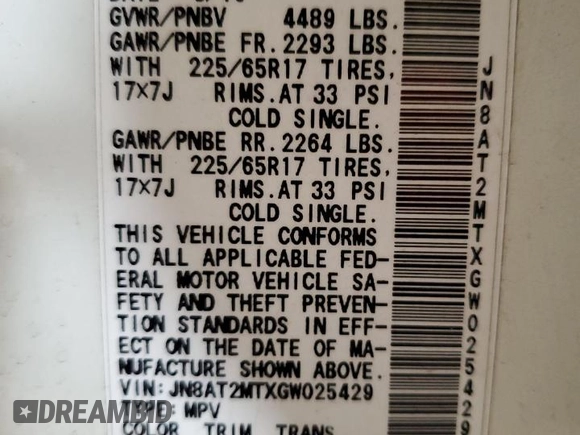 GVWR/PNBV 4489 LBS.
GAWR/PNBE FR. 2293 LBS.
WITH 225/65R17 TIRES,
17X7J RIMS. AT 33 PSI
COLD SINGLE.
GAWR/PNBE RR. 2264 LBS.
WITH 225/65R17 TIRES,
17X7J RIMS. AT 33 PSI
COLD SINGLE.
THIS VEHICLE CONFORMS
TO ALL APPLICABLE FED-
ERAL MOTOR VEHICLE SA-
FETY AND THEFT PREVEN-
TION STANDARDS IN EFF-
ECT ON THE DATE OF MA-
NUFACTURE SHOWN ABOVE.
VIN: JN8AT2MTXGW025429
TYPE: MPV
COLOR TRIM TRANS
JN8AT2MTXGW025429
DREAMBID